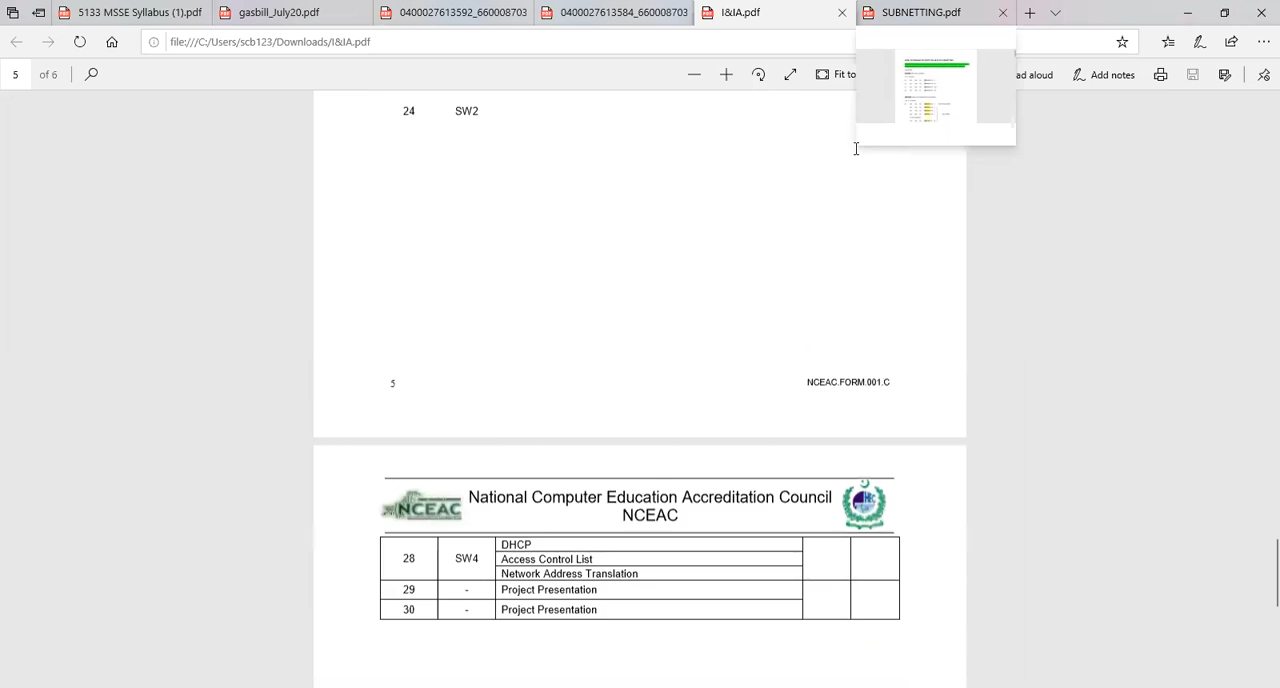 5133 MSSE Syllabus (1).pdf
gasbill_July20.pdf
0400027613592_660008703
0400027613584_660008703
I&IA.pdf
SUBNETTING.pdf
file:///C:/Users/scb123/Downloads/I&IA.pdf
5 of 6
Fit to
ad aloud
Add notes
24 SW2
5 NCEAC.FORM.001.C
NCEAC
National Computer Education Accreditation Council
NCEAC
28 SW4 DHCP
Access Control List
Network Address Translation
29 - Project Presentation
30 - Project Presentation